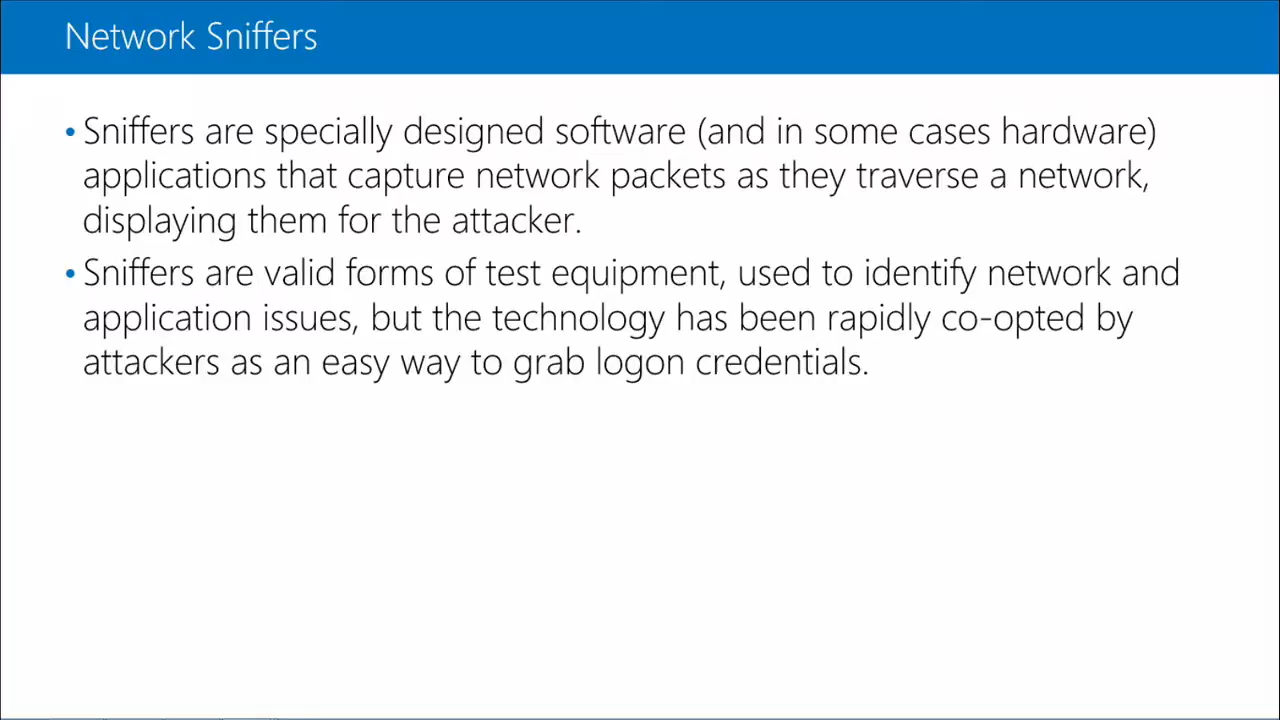 Network Sniffers
• Sniffers are specially designed software (and in some cases hardware)
applications that capture network packets as they traverse a network,
displaying them for the attacker.
• Sniffers are valid forms of test equipment, used to identify network and
application issues, but the technology has been rapidly co-opted by
attackers as an easy way to grab logon credentials.